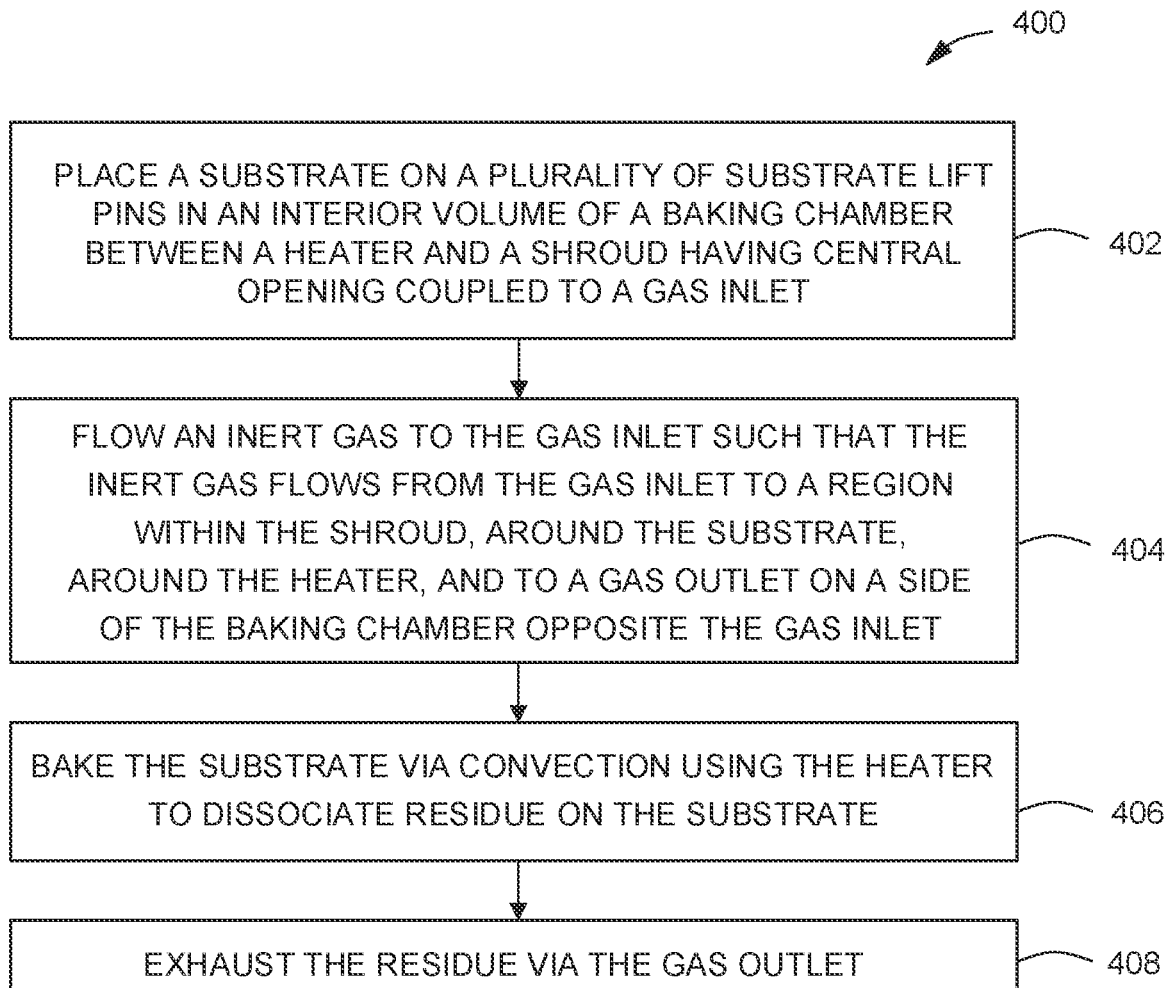 400
PLACE A SUBSTRATE ON A PLURALITY OF SUBSTRATE LIFT
PINS IN AN INTERIOR VOLUME OF A BAKING CHAMBER
BETWEEN A HEATER AND A SHROUD HAVING CENTRAL
OPENING COUPLED TO A GAS INLET
402
FLOW AN INERT GAS TO THE GAS INLET SUCH THAT THE
INERT GAS FLOWS FROM THE GAS INLET TO A REGION
WITHIN THE SHROUD, AROUND THE SUBSTRATE,
AROUND THE HEATER, AND TO A GAS OUTLET ON A SIDE
OF THE BAKING CHAMBER OPPOSITE THE GAS INLET
404
BAKE THE SUBSTRATE VIA CONVECTION USING THE HEATER
TO DISSOCIATE RESIDUE ON THE SUBSTRATE
406
EXHAUST THE RESIDUE VIA THE GAS OUTLET
408